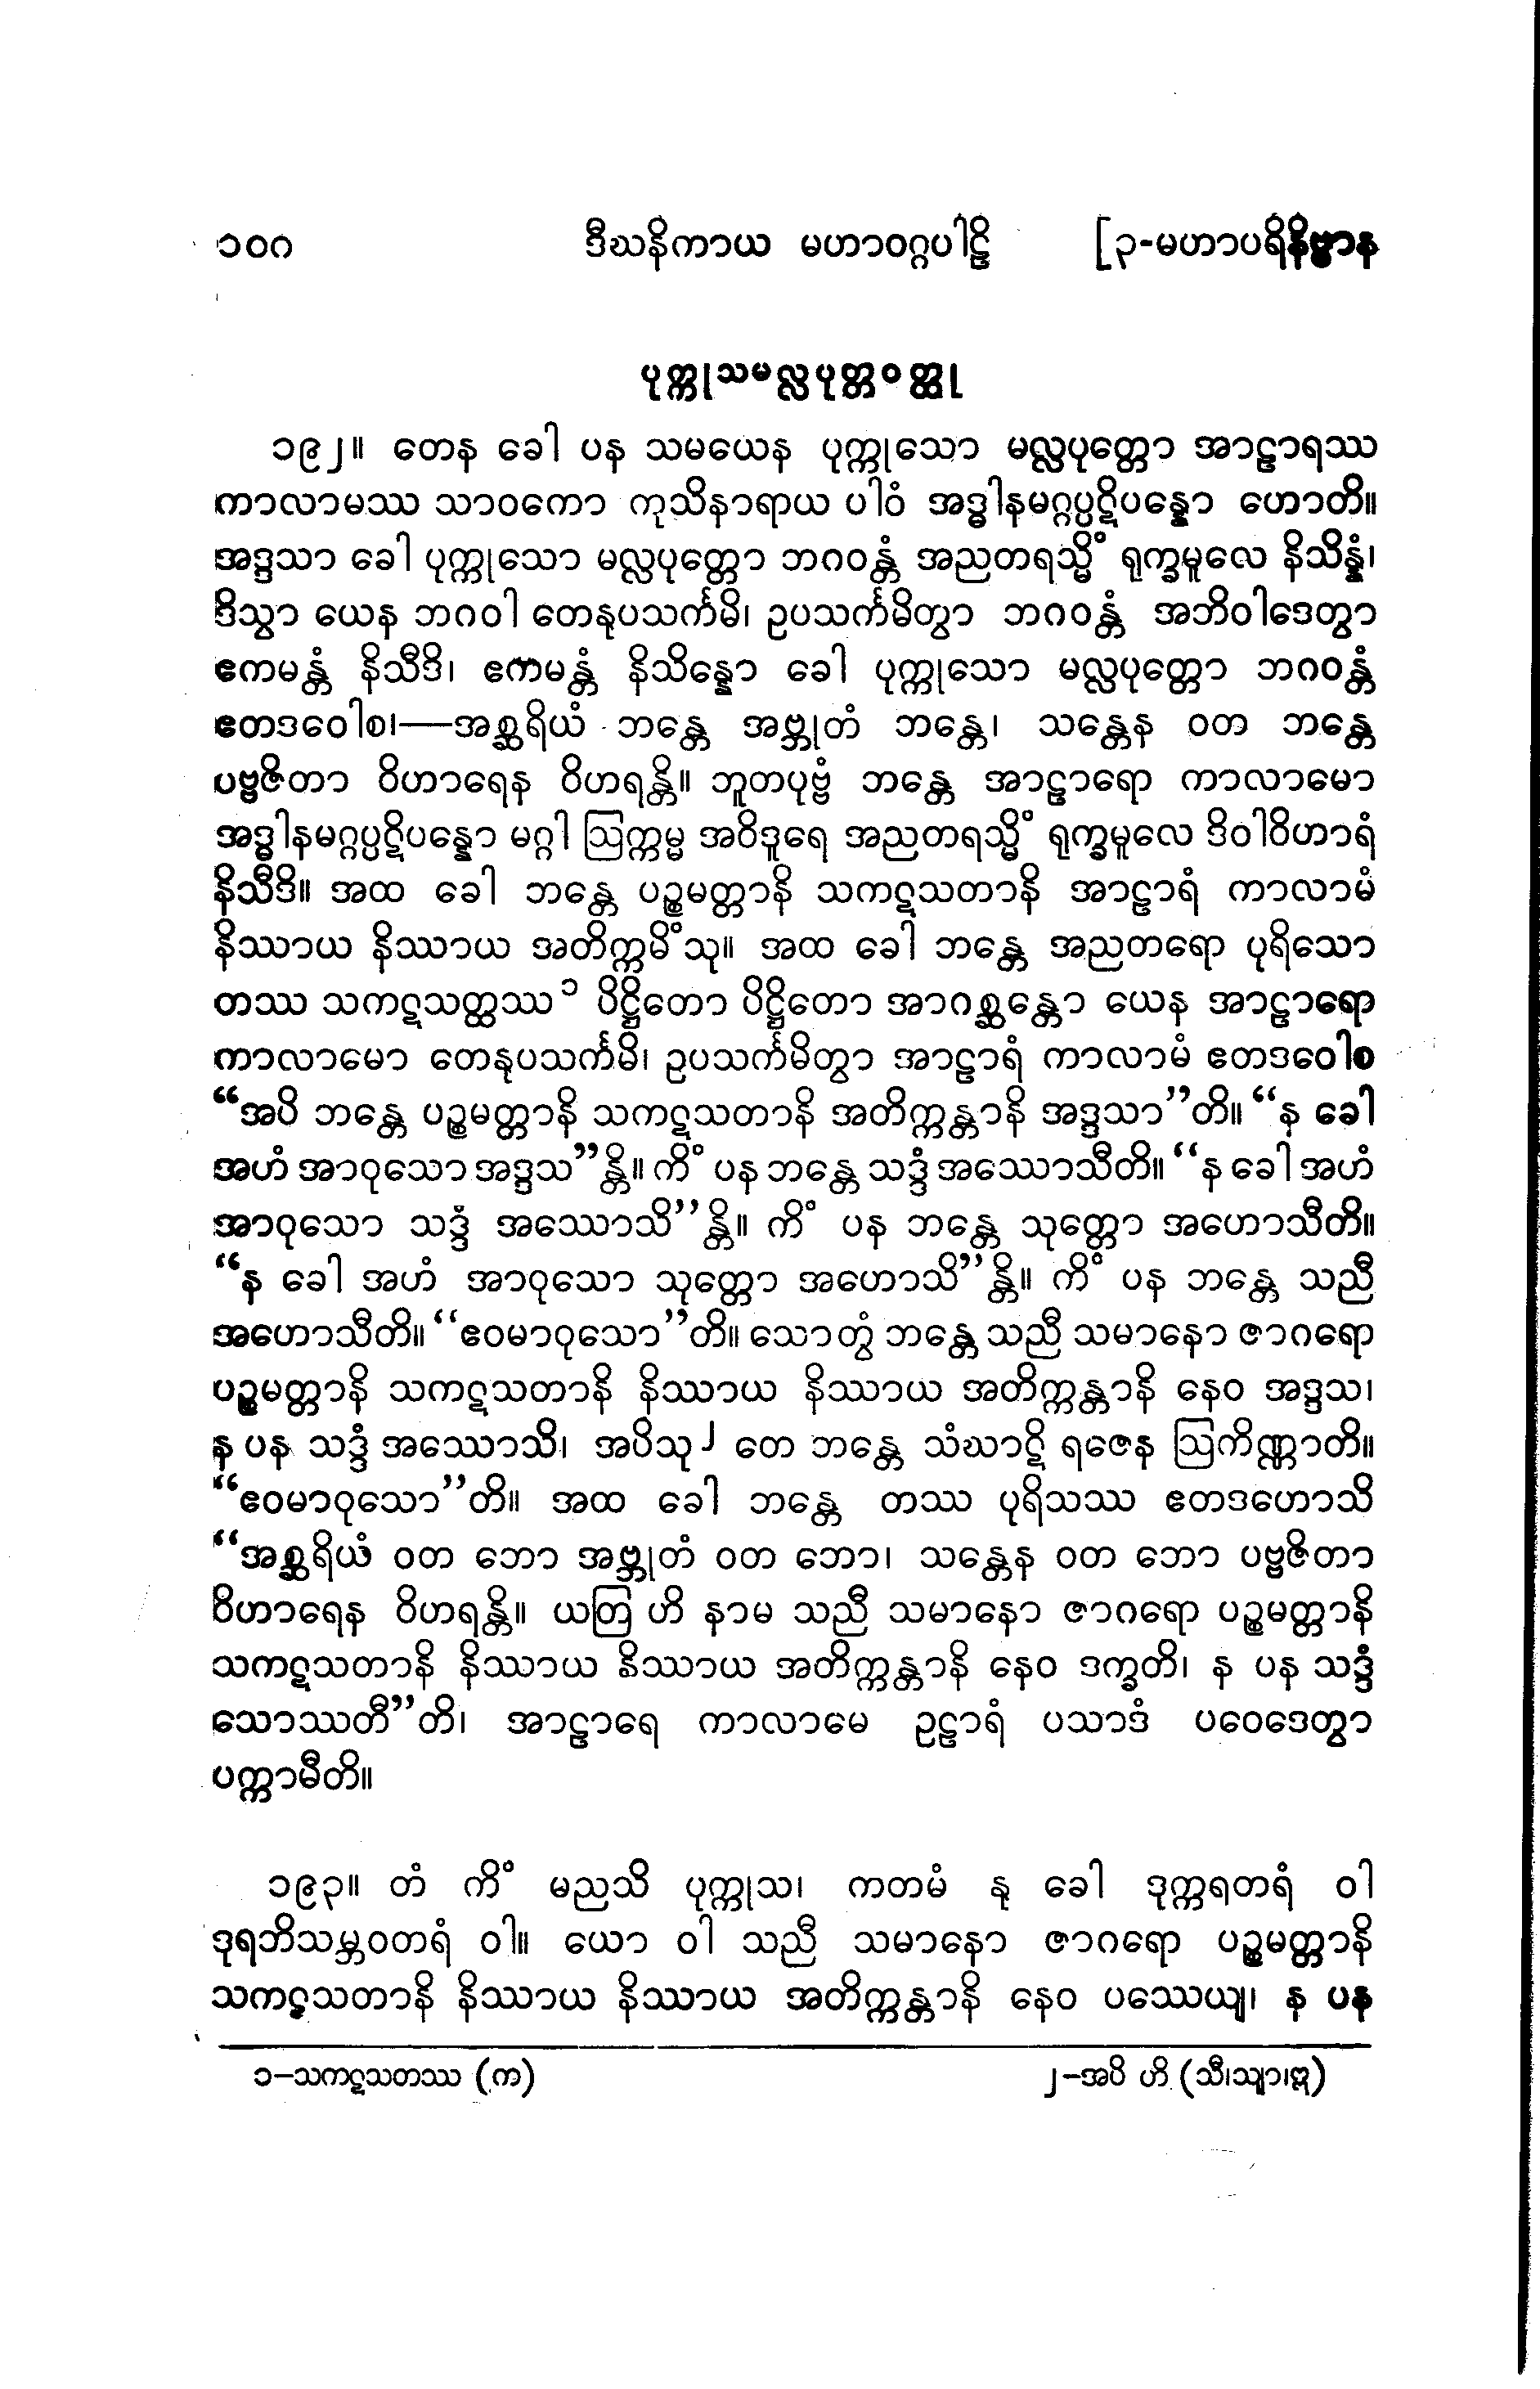 ၁၀ဂ ဒီဃနိကာယ မဟာဝဂ္ဂပါဠိ [၃-မဟာပရိနိဗ္ဗာန
ပုက္ကုသမလ္လပုတ္တဝတ္ထု
၁၉၂။ တေန ခေါ ပန သမယေန ပုက္ကုသော မလ္လပုတ္တော အာဠာရဿ
ကာလာမဿ သာဝကော ကုသိနာရာယ ပါဝံ အဒ္ဓါနမဂ္ဂပ္ပဋိပန္နော ဟောတိ။
အဒ္ဒသာ ခေါ ပုက္ကုသော မလ္လပုတ္တော ဘဂဝန္တံ အညတရသ္မိံ ရုက္ခမူလေ နိသိန္နံ၊
ဒိသွာ ယေန ဘဂဝါ တေနုပသင်္ကမိ၊ ဥပသင်္ကမိတွာ ဘဂဝန္တံ အဘိဝါဒေတွာ
ဧကမန္တံ နိသီဒိ၊ ဧကမန္တံ နိသိန္နော ခေါ ပုက္ကုသော မလ္လပုတ္တော ဘဂဝန္တံ
ဧတဒဝေါစ၊—အစ္ဆရိယံ ဘန္တေ အဗ္ဘုတံ ဘန္တေ၊ သန္တေန ဝတ ဘန္တေ
ပဗ္ဗဇိတာ ဝိဟာရေန ဝိဟရန္တိ။ ဘူတပုဗ္ဗံ ဘန္တေ အာဠာရော ကာလာမော
အဒ္ဓါနမဂ္ဂပ္ပဋိပန္နော မဂ္ဂါ ဩက္ကမ္မ အဝိဒူရေ အညတရသ္မိံ ရုက္ခမူလေ ဒိဝါဝိဟာရံ
နိသီဒိ။ အထ ခေါ ဘန္တေ ပဉ္စမတ္တာနိ သကဋသတာနိ အာဠာရံ ကာလာမံ
နိဿာယ နိဿာယ အတိက္ကမိံသု။ အထ ခေါ ဘန္တေ အညတရော ပုရိသော
တဿ သကဋသတ္ထဿ ၁ ပိဋ္ဌိတော ပိဋ္ဌိတော အာဂစ္ဆန္တော ယေန အာဠာရော
ကာလာမော တေနုပသင်္ကမိ၊ ဥပသင်္ကမိတွာ အာဠာရံ ကာလာမံ ဧတဒဝေါစ
“အပိ ဘန္တေ ပဉ္စမတ္တာနိ သကဋသတာနိ အတိက္ကန္တာနိ အဒ္ဒသာ”တိ။ “န ခေါ
အဟံ အာဝုသော အဒ္ဒသ”န္တိ။ ကိံ ပန ဘန္တေ သဒ္ဒံ အဿောသီတိ။ “န ခေါ အဟံ
အာဝုသော သဒ္ဒံ အဿောသိ”န္တိ။ ကိံ ပန ဘန္တေ သုတ္တော အဟောသီတိ။
“န ခေါ အဟံ အာဝုသော သုတ္တော အဟောသိ”န္တိ။ ကိံ ပန ဘန္တေ သညီ
အဟောသီတိ။ “ဧဝမာဝုသော”တိ။ သော တွံ ဘန္တေ သညီ သမာနော ဇာဂရော
ပဉ္စမတ္တာနိ သကဋသတာနိ နိဿာယ နိဿာယ အတိက္ကန္တာနိ နေဝ အဒ္ဒသ၊
န ပန သဒ္ဒံ အဿောသိ၊ အပိသု ၂ တေ ဘန္တေ သံဃာဋိ ရဇေန ဩကိဏ္ဏာတိ။
“ဧဝမာဝုသော”တိ။ အထ ခေါ ဘန္တေ တဿ ပုရိသဿ ဧတဒဟောသိ
“အစ္ဆရိယံ ဝတ ဘော အဗ္ဘုတံ ဝတ ဘော၊ သန္တေန ဝတ ဘော ပဗ္ဗဇိတာ
ဝိဟာရေန ဝိဟရန္တိ။ ယတြ ဟိ နာမ သညီ သမာနော ဇာဂရော ပဉ္စမတ္တာနိ
သကဋသတာနိ နိဿာယ နိဿာယ အတိက္ကန္တာနိ နေဝ ဒက္ခတိ၊ န ပန သဒ္ဒံ
သောဿတီ”တိ၊ အာဠာရေ ကာလာမေ ဥဠာရံ ပသာဒံ ပဝေဒေတွာ
ပက္ကာမီတိ။
၁၉၃။ တံ ကိံ မညသိ ပုက္ကုသ၊ ကတမံ နု ခေါ ဒုက္ကရတရံ ဝါ
ဒုရဘိသမ္ဘဝတရံ ဝါ။ ယော ဝါ သညီ သမာနော ဇာဂရော ပဉ္စမတ္တာနိ
သကဋသတာနိ နိဿာယ နိဿာယ အတိက္ကန္တာနိ နေဝ ပဿေယျ၊ န ပန
၁–သကဋသတဿ (က) ၂–အပိ ဟိ (သီ၊သျာ၊ဣ)